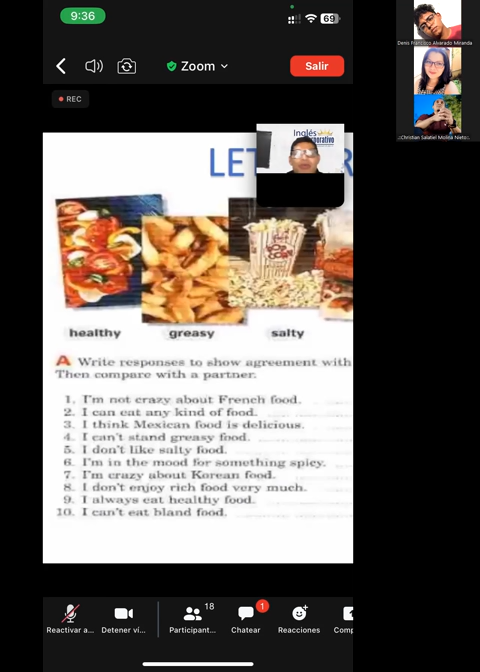 9:36
69
Zoom
Salir
REC
Denis Francisco Alvarado Miranda
Christian Salatiel Molina Nieto
Inglés
LET
R
POP
CORN
healthy
greasy
salty
A Write responses to show agreement with
Then compare with a partner.
1. I'm not crazy about French food.
2. I can eat any kind of food.
3. I think Mexican food is delicious.
4. I can't stand greasy food.
5. I don't like salty food.
6. I'm in the mood for something spicy.
7. I'm crazy about Korean food.
8. I don't enjoy rich food very much.
9. I always eat healthy food.
10. I can't eat bland food.
18
1
Reactivar a...
Detener ví...
Participant...
Chatear
Reacciones
Comp